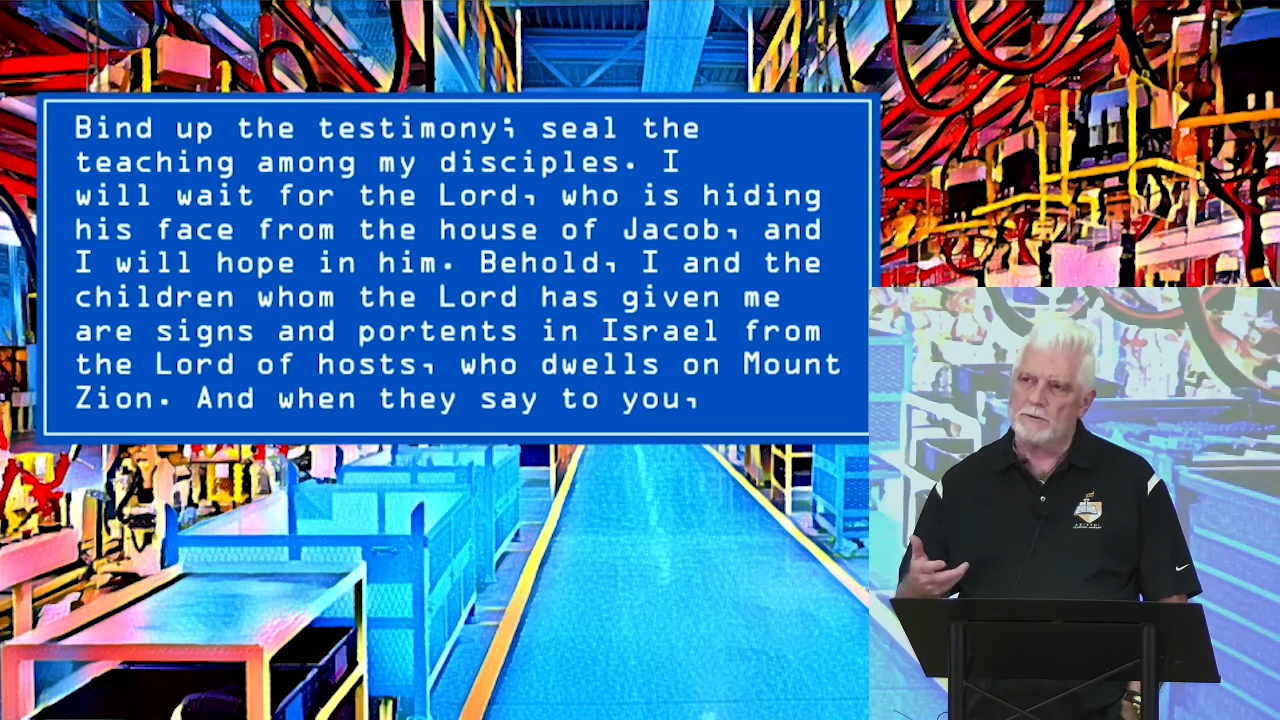 Bind up the testimony; seal the
teaching among my disciples. I
will wait for the Lord, who is hiding
his face from the house of Jacob, and
I will hope in him. Behold, I and the
children whom the Lord has given me
are signs and portents in Israel from
the Lord of hosts, who dwells on Mount
Zion. And when they say to you,